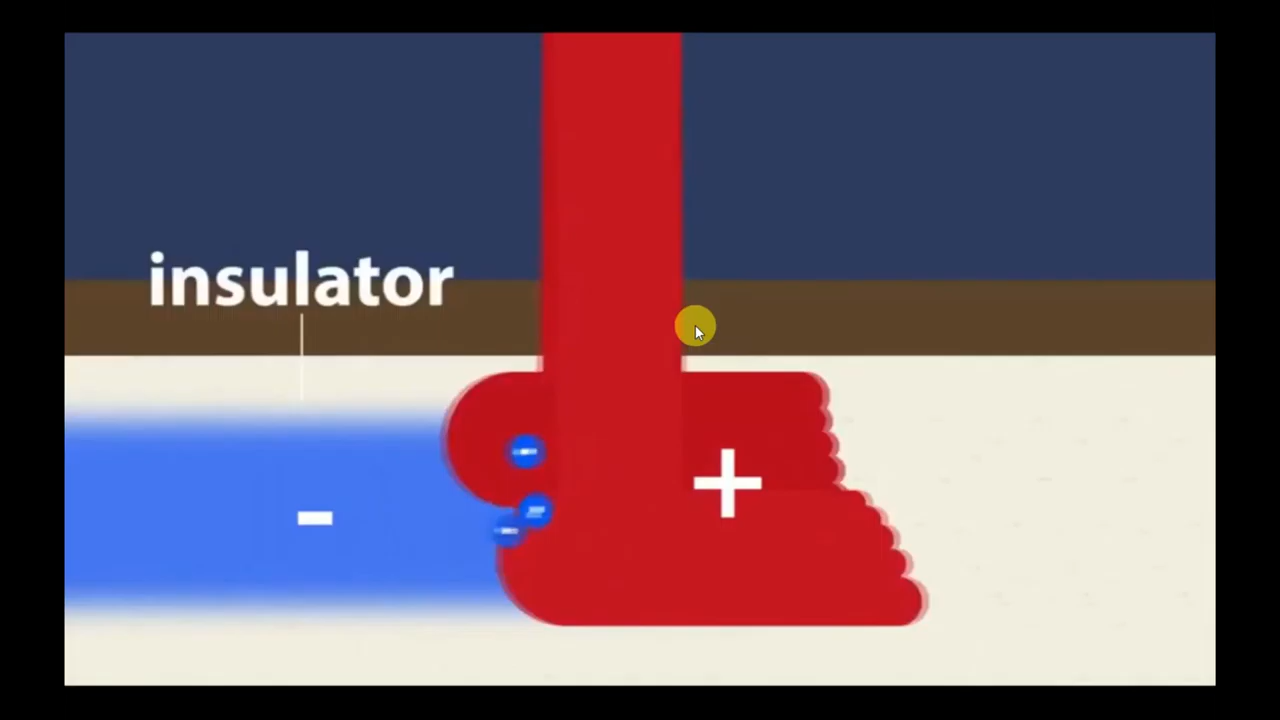 insulator
-
+